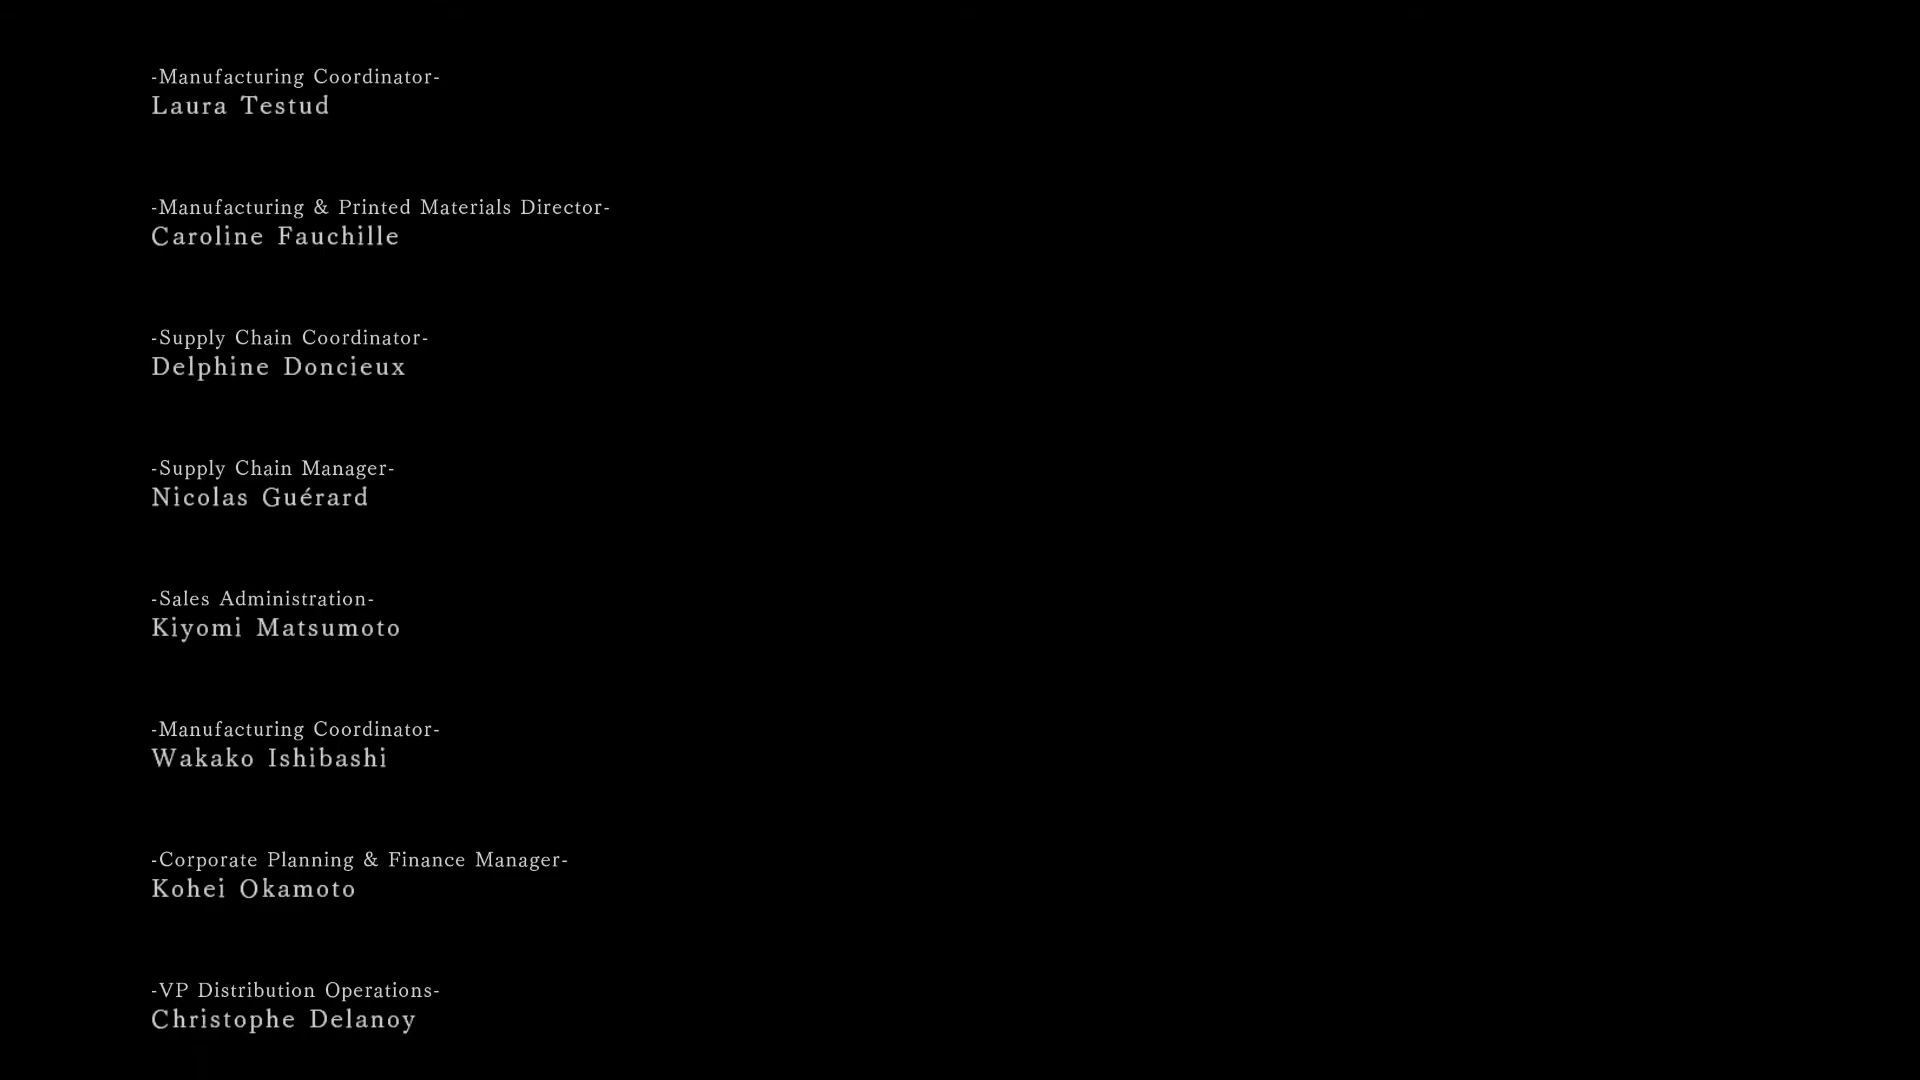 -Manufacturing Coordinator-
Laura Testud
-Manufacturing & Printed Materials Director-
Caroline Fauchille
-Supply Chain Coordinator-
Delphine Doncieux
-Supply Chain Manager-
Nicolas Guérard
-Sales Administration-
Kiyomi Matsumoto
-Manufacturing Coordinator-
Wakako Ishibashi
-Corporate Planning & Finance Manager-
Kohei Okamoto
-VP Distribution Operations-
Christophe Delanoy